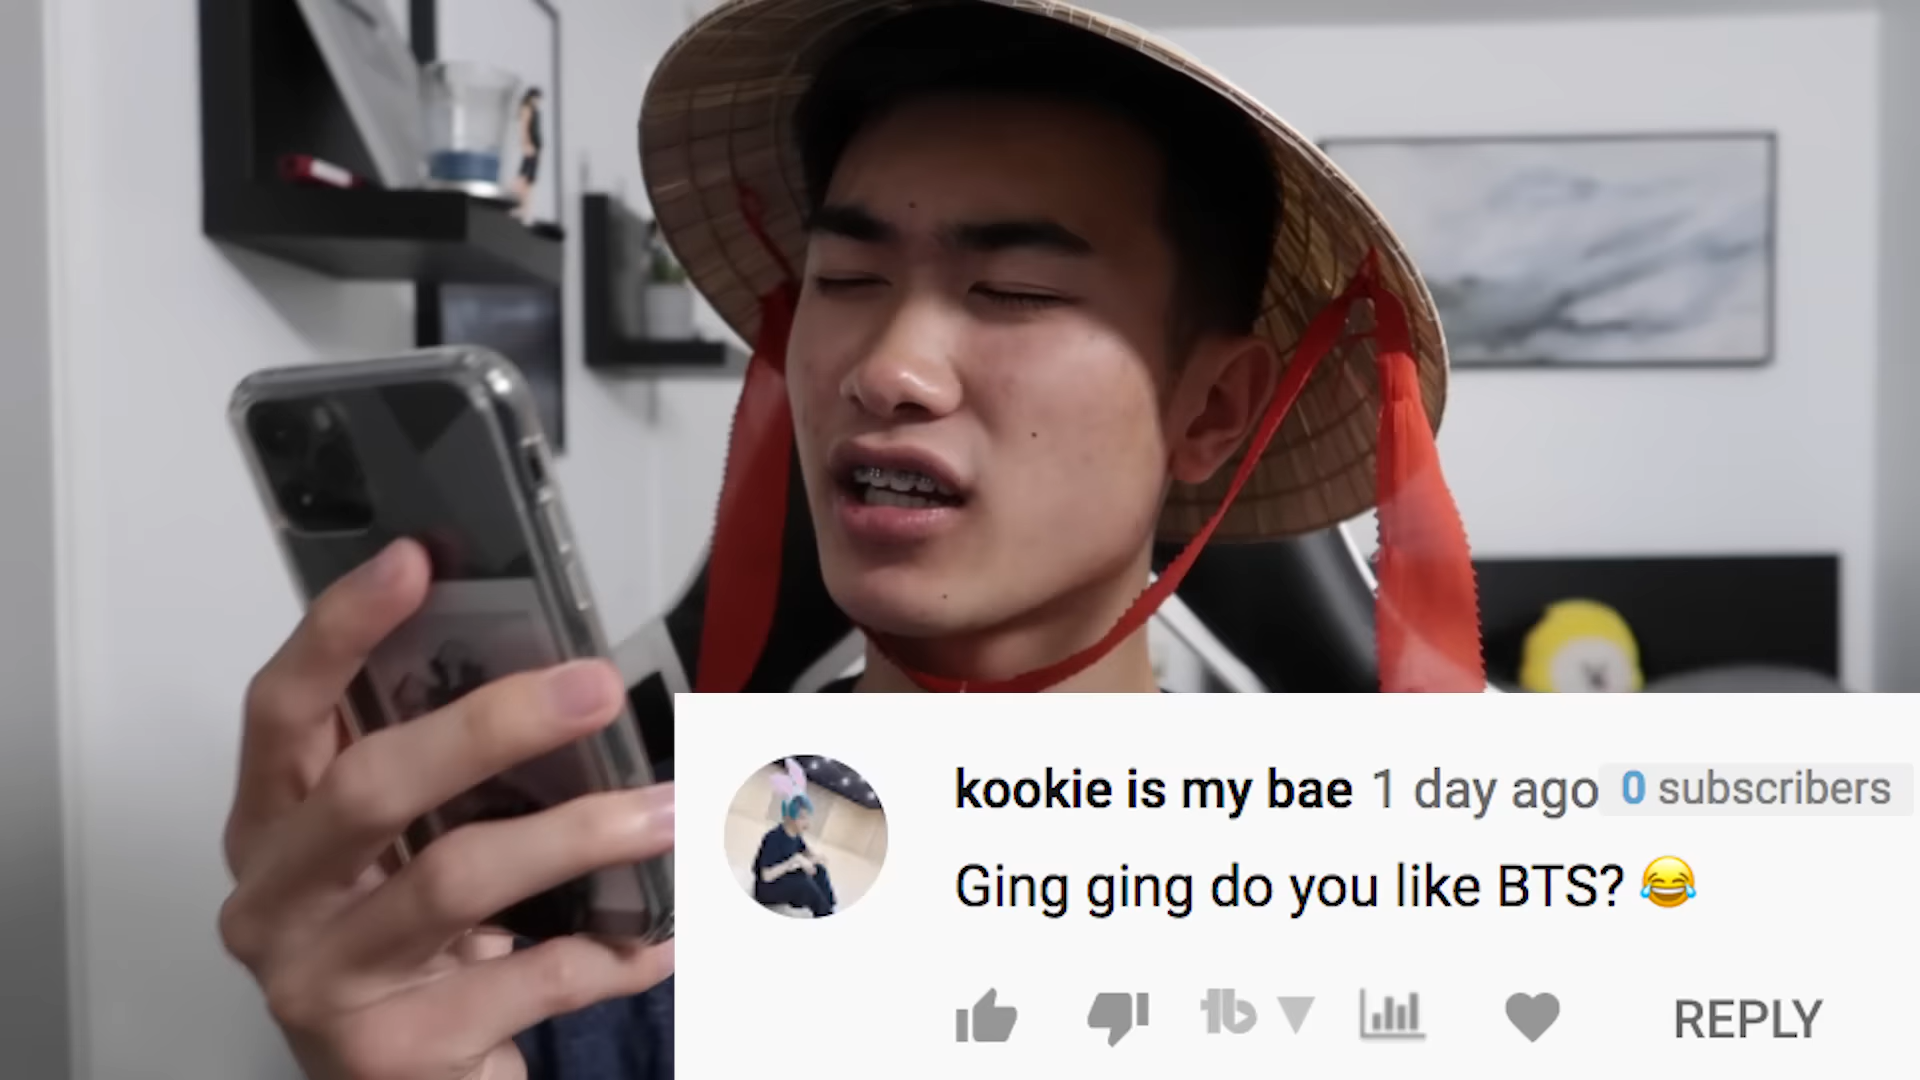 kookie is my bae 1 day ago 0 subscribers
Ging ging do you like BTS? 😂
REPLY